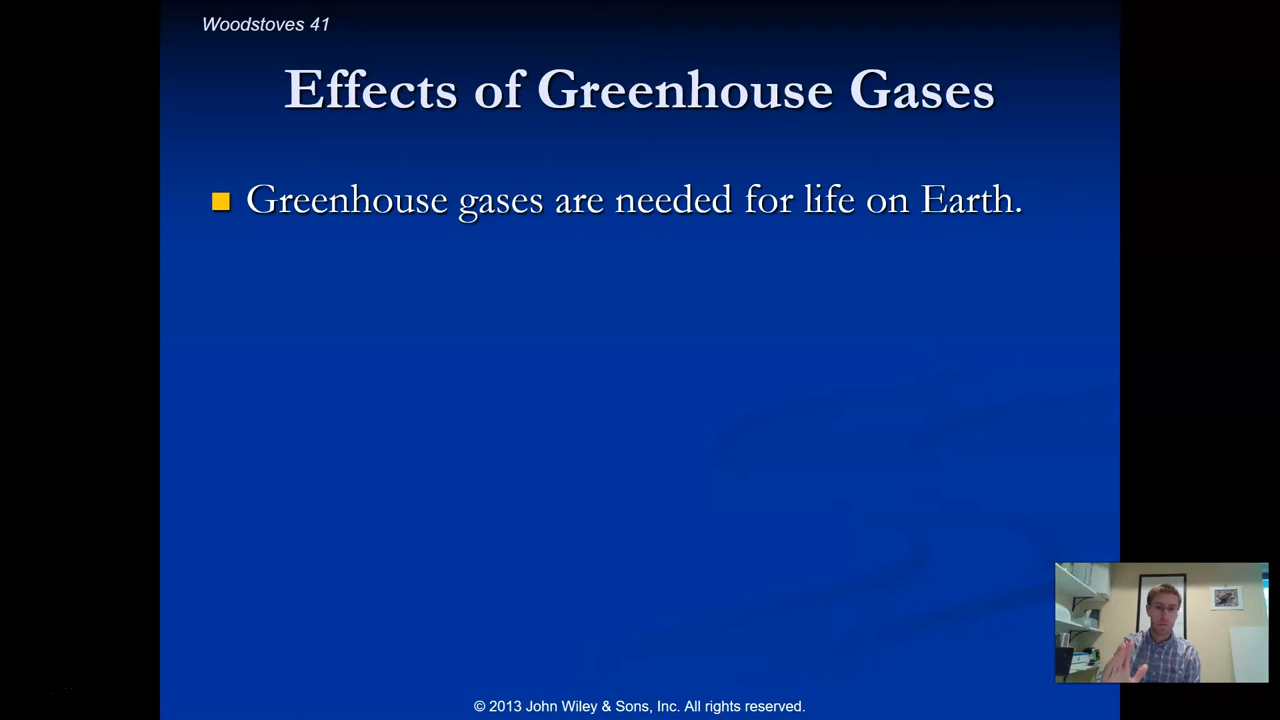 Woodstoves 41
Effects of Greenhouse Gases
Greenhouse gases are needed for life on Earth.
© 2013 John Wiley & Sons, Inc. All rights reserved.